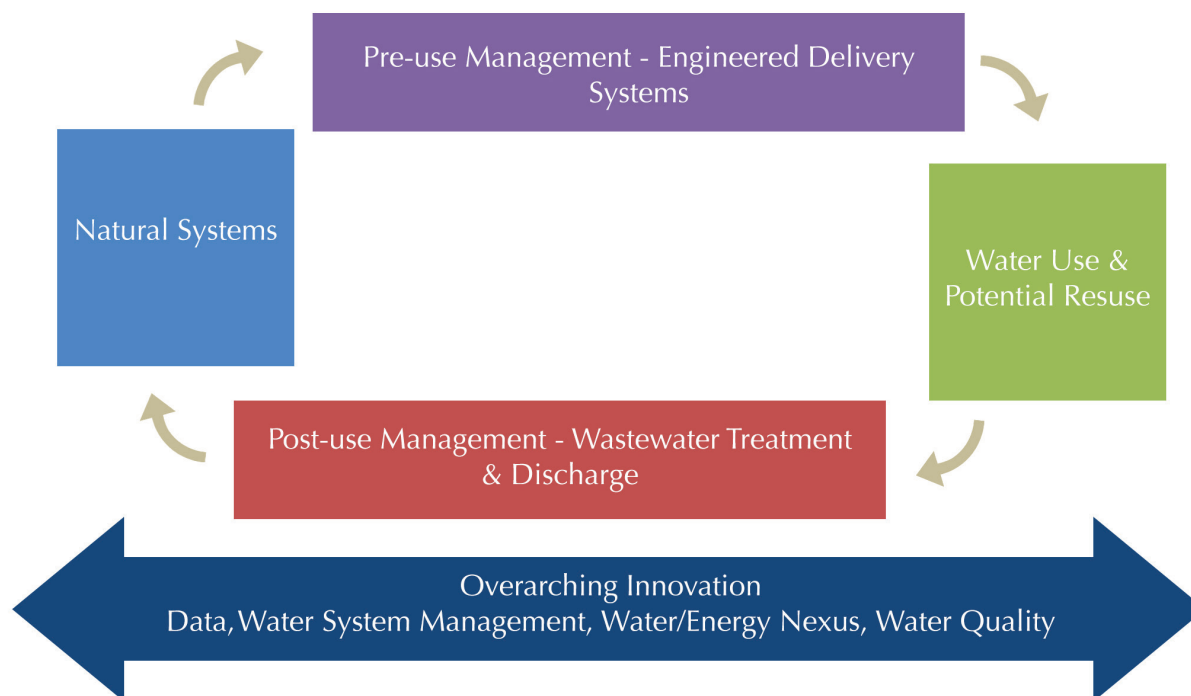 Pre-use Management - Engineered Delivery
Systems
Natural Systems
Water Use &
Potential Resuse
Post-use Management - Wastewater Treatment
& Discharge
Overarching Innovation
Data, Water System Management, Water/Energy Nexus, Water Quality